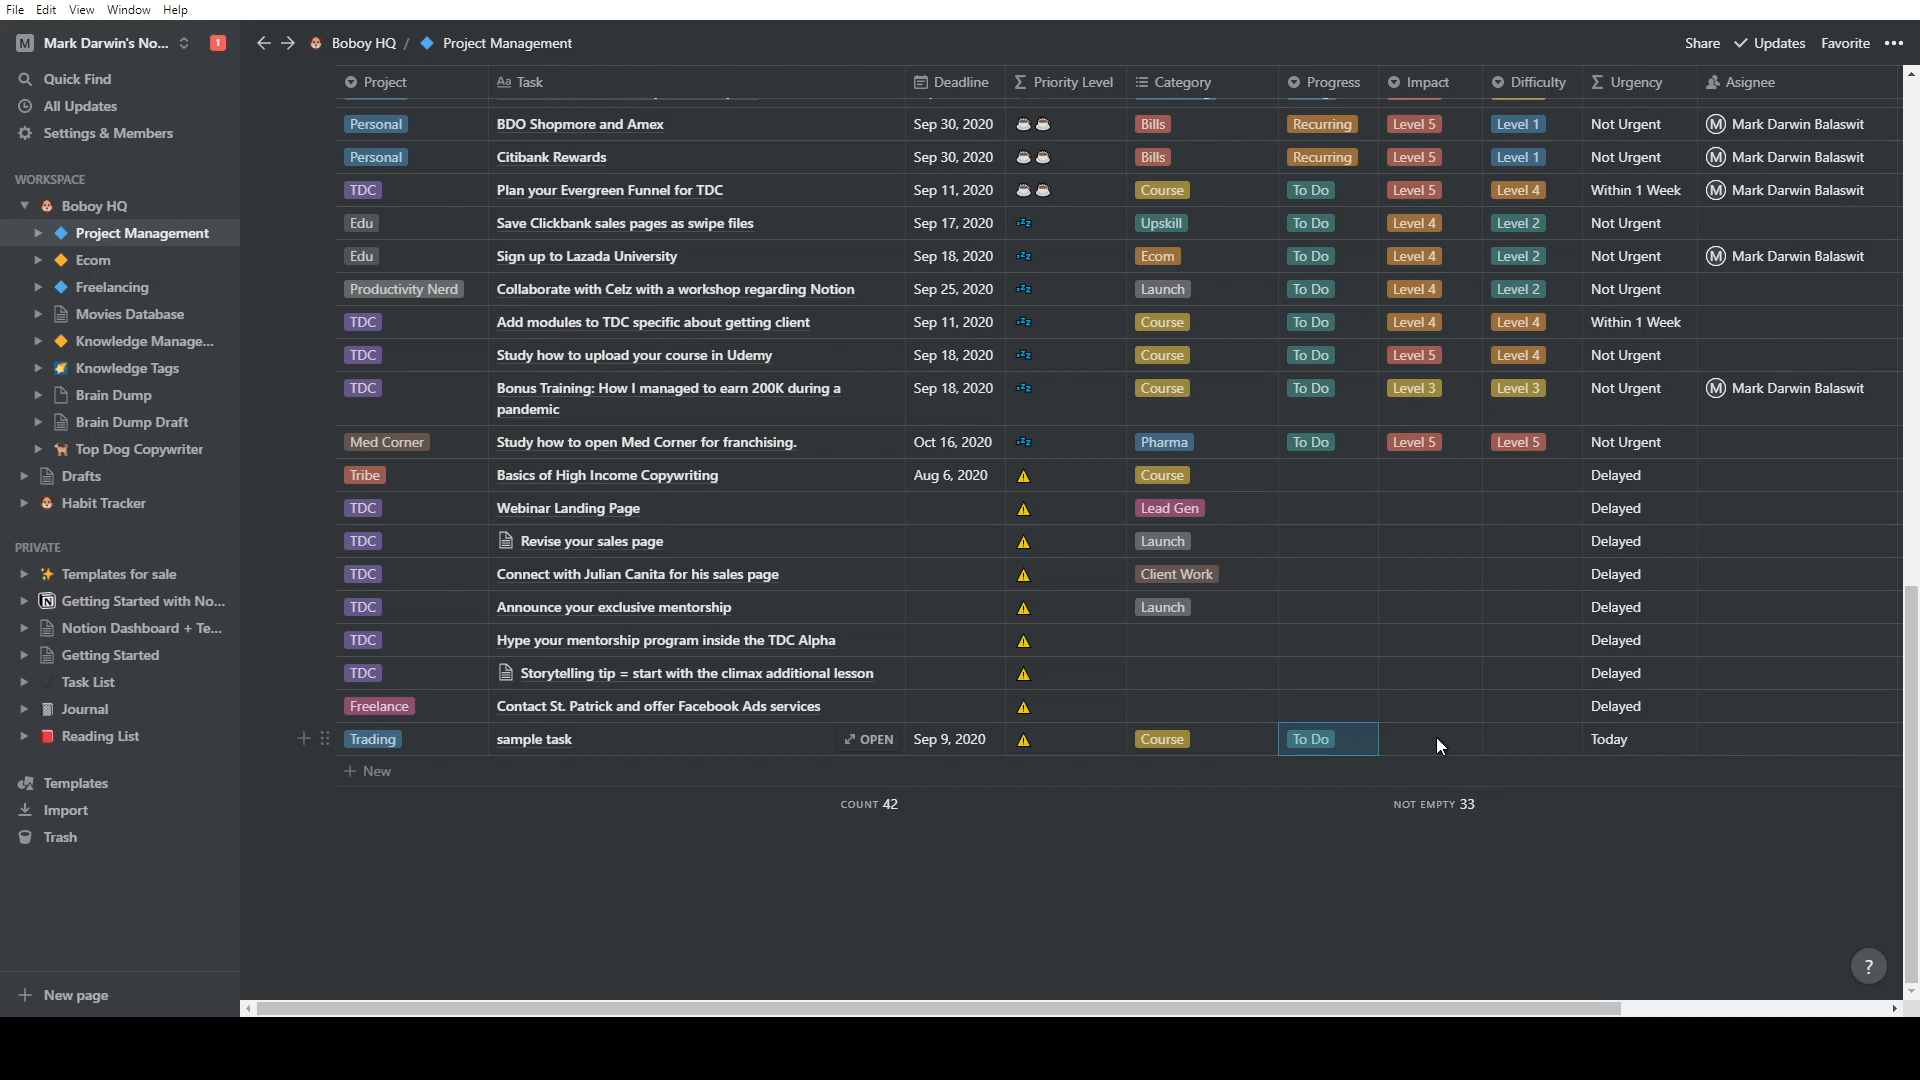 File Edit View Window Help
M Mark Darwin's No... 1
Boboy HQ / Project Management
Share Updates Favorite
Quick Find
All Updates
Settings & Members
WORKSPACE
Boboy HQ
Project Management
Ecom
Freelancing
Movies Database
Knowledge Manage...
Knowledge Tags
Brain Dump
Brain Dump Draft
Top Dog Copywriter
Drafts
Habit Tracker
PRIVATE
Templates for sale
Getting Started with No...
Notion Dashboard + Te...
Getting Started
Task List
Journal
Reading List
Templates
Import
Trash
New page
Project Aa Task Deadline Σ Priority Level Category Progress Impact Difficulty Σ Urgency Asignee
Personal BDO Shopmore and Amex Sep 30, 2020 Bills Recurring Level 5 Level 1 Not Urgent M Mark Darwin Balaswit
Personal Citibank Rewards Sep 30, 2020 Bills Recurring Level 5 Level 1 Not Urgent M Mark Darwin Balaswit
TDC Plan your Evergreen Funnel for TDC Sep 11, 2020 Course To Do Level 5 Level 4 Within 1 Week M Mark Darwin Balaswit
Edu Save Clickbank sales pages as swipe files Sep 17, 2020 Upskill To Do Level 4 Level 2 Not Urgent
Edu Sign up to Lazada University Sep 18, 2020 Ecom To Do Level 4 Level 2 Not Urgent M Mark Darwin Balaswit
Productivity Nerd Collaborate with Celz with a workshop regarding Notion Sep 25, 2020 Launch To Do Level 4 Level 2 Not Urgent
TDC Add modules to TDC specific about getting client Sep 11, 2020 Course To Do Level 4 Level 4 Within 1 Week
TDC Study how to upload your course in Udemy Sep 18, 2020 Course To Do Level 5 Level 4 Not Urgent
TDC Bonus Training: How I managed to earn 200K during a Sep 18, 2020 Course To Do Level 3 Level 3 Not Urgent M Mark Darwin Balaswit
pandemic
Med Corner Study how to open Med Corner for franchising. Oct 16, 2020 Pharma To Do Level 5 Level 5 Not Urgent
Tribe Basics of High Income Copywriting Aug 6, 2020 Course Delayed
TDC Webinar Landing Page Lead Gen Delayed
TDC Revise your sales page Launch Delayed
TDC Connect with Julian Canita for his sales page Client Work Delayed
TDC Announce your exclusive mentorship Launch Delayed
TDC Hype your mentorship program inside the TDC Alpha Delayed
TDC Storytelling tip = start with the climax additional lesson Delayed
Freelance Contact St. Patrick and offer Facebook Ads services Delayed
Trading sample task OPEN Sep 9, 2020 Course To Do Today
+ New
COUNT 42 NOT EMPTY 33
?